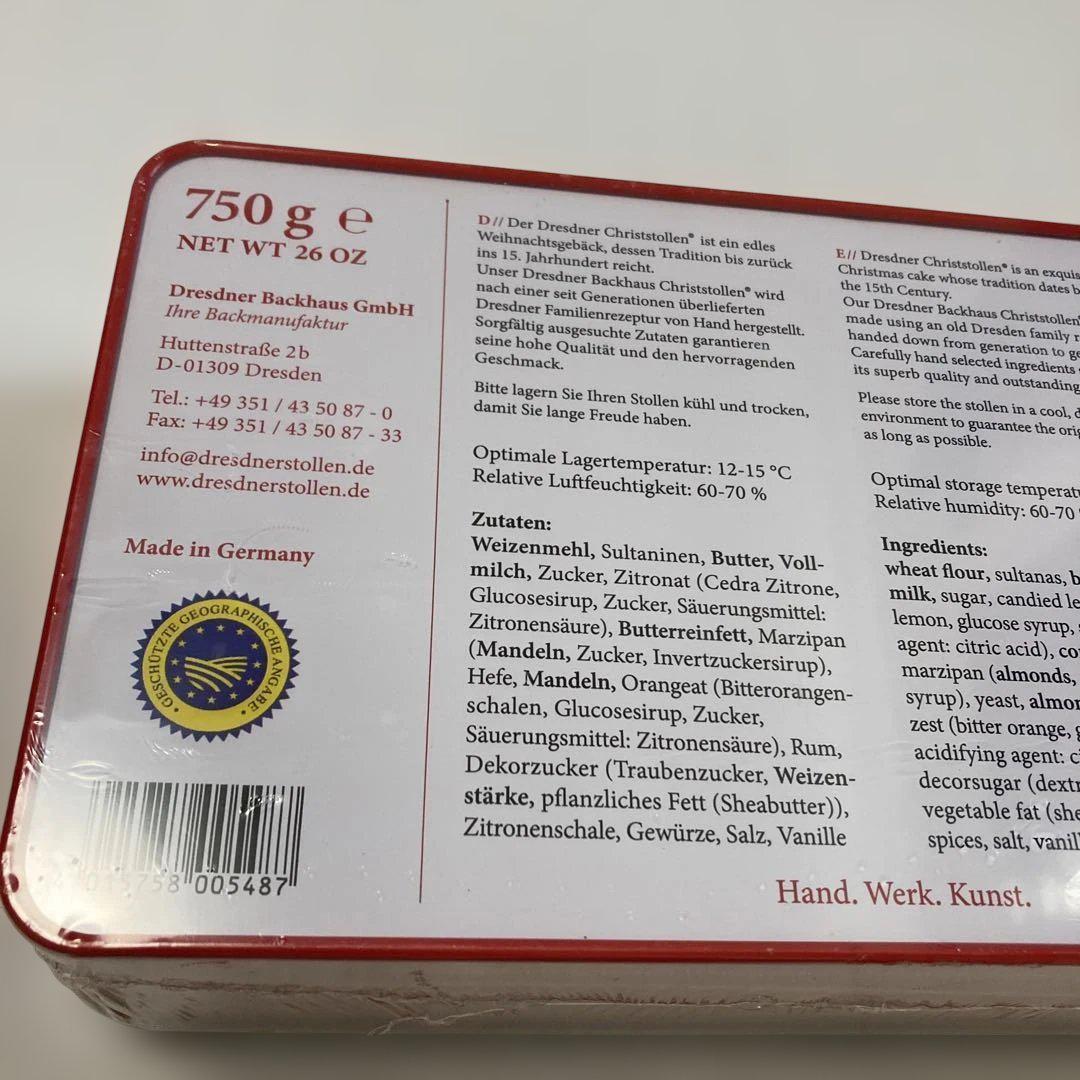 750 g ℮
NET WT 26 OZ
Dresdner Backhaus GmbH
Ihre Backmanufaktur
Huttenstraße 2b
D-01309 Dresden
Tel.: +49 351 / 43 50 87 - 0
Fax: +49 351 / 43 50 87 - 33
info@dresdnerstollen.de
www.dresdnerstollen.de
Made in Germany
GESCHÜTZTE GEOGRAPHISCHE ANGABE
005487
D// Der Dresdner Christstollen® ist ein edles
Weihnachtsgebäck, dessen Tradition bis zurück
ins 15. Jahrhundert reicht.
Unser Dresdner Backhaus Christstollen® wird
nach einer seit Generationen überlieferten
Dresdner Familienrezeptur von Hand hergestellt.
Sorgfältig ausgesuchte Zutaten garantieren
seine hohe Qualität und den hervorragenden
Geschmack.
Bitte lagern Sie Ihren Stollen kühl und trocken,
damit Sie lange Freude haben.
Optimale Lagertemperatur: 12-15 °C
Relative Luftfeuchtigkeit: 60-70 %
Zutaten:
Weizenmehl, Sultaninen, Butter, Voll-
milch, Zucker, Zitronat (Cedra Zitrone,
Glucosesirup, Zucker, Säuerungsmittel:
Zitronensäure), Butterreinfett, Marzipan
(Mandeln, Zucker, Invertzuckersirup),
Hefe, Mandeln, Orangeat (Bitterorangen-
schalen, Glucosesirup, Zucker,
Säuerungsmittel: Zitronensäure), Rum,
Dekorzucker (Traubenzucker, Weizen-
stärke, pflanzliches Fett (Sheabutter)),
Zitronenschale, Gewürze, Salz, Vanille
E// Dresdner Christstollen® is an
Christmas cake whose tradition dates
the 15th Century.
Our Dresdner Backhaus Christstollen
made using an old Dresden family
handed down from generation to
Carefully hand selected ingredients
its superb quality and outstanding
Please store the stollen in a cool,
environment to guarantee the
as long as possible.
Optimal storage
Relative humidity: 60-70
Ingredients:
wheat flour, sultanas,
milk, sugar, candied
lemon, glucose syrup,
agent: citric acid),
marzipan (almonds,
syrup), yeast,
zest (bitter orange,
acidifying agent:
decorsugar
vegetable fat
spices, salt,
Hand. Werk. Kunst.